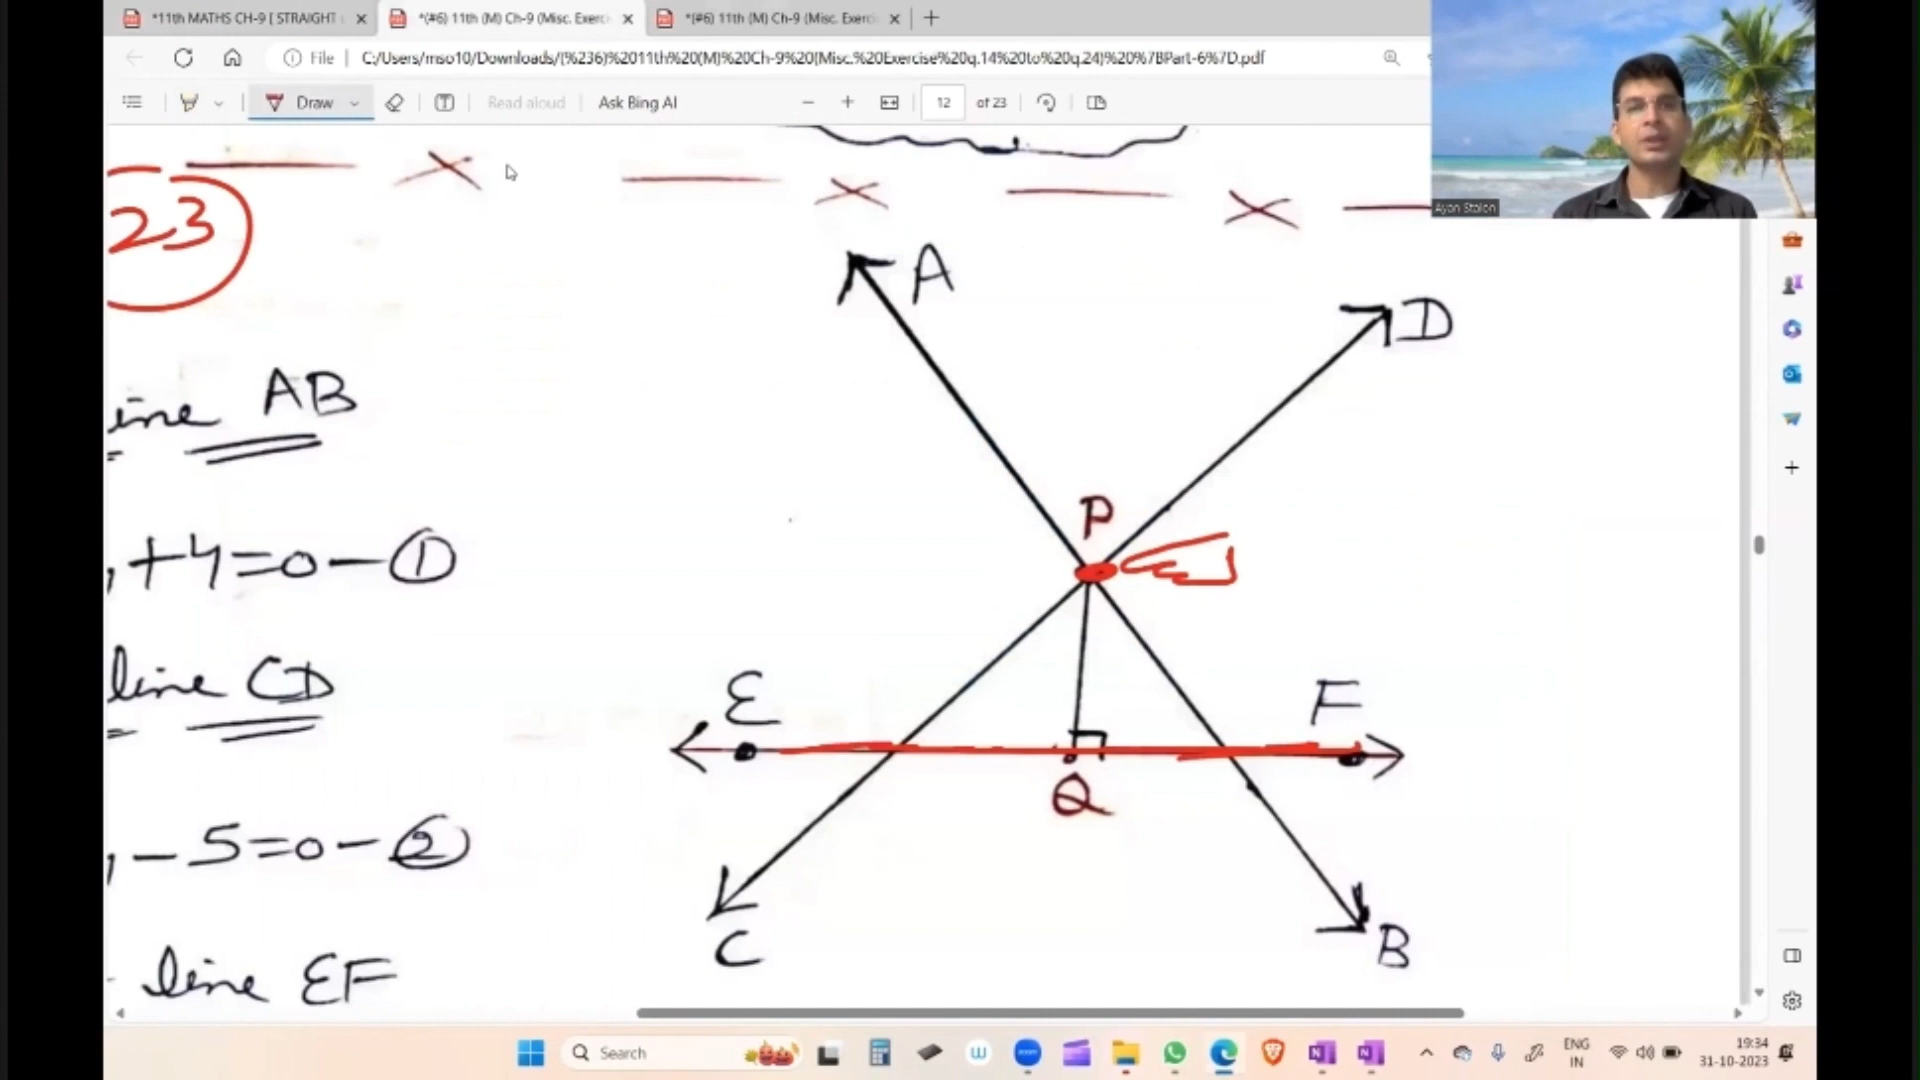 *11th MATHS CH-9 [ STRAIGHT
*(#6) 11th (M) Ch-9 (Misc. Exerci
*(#6) 11th (M) Ch-9 (Misc. Exerci
File C:/Users/mso10/Downloads/(%236)%2011th%20(M)%20Ch-9%20(Misc.%20Exercise%20q.14%20to%20q.24)%20%7BPart-6%7D.pdf
Draw Read aloud Ask Bing AI 12 of 23
Ayan Stalon
23
A
D
ine AB
P
, +4=0-①
line CD
E F
Q
, -5=0-②
C B
line EF
Search
W
zoom
ENG
IN
19:34
31-10-2023